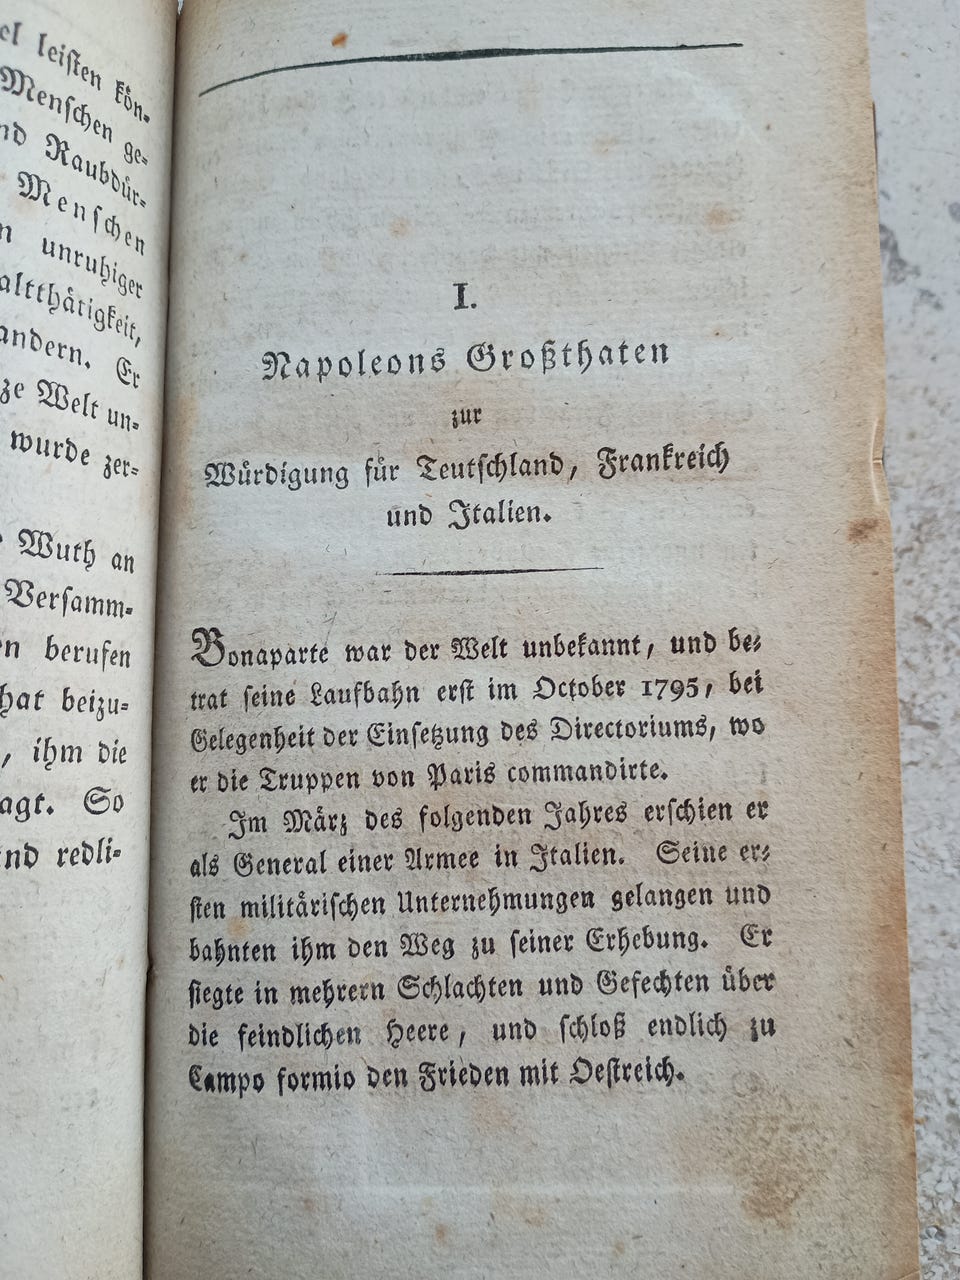 el leisten kön-
Menschen ge-
nd Raubdür-
Menschen
n unruhiger
altthätigkeit,
andern. Er
ze Welt un-
wurde zer-
Wuth an
Versamm-
en berufen
hat beizu-
, ihm die
agt. So
nd redli-
I.
Napoleons Großthaten
zur
Würdigung für Teutschland, Frankreich
und Italien.
Bonaparte war der Welt unbekannt, und be-
trat seine Laufbahn erst im October 1795, bei
Gelegenheit der Einsetzung des Directoriums, wo
er die Truppen von Paris commandirte.
Im März des folgenden Jahres erschien er
als General einer Armee in Italien. Seine er-
sten militärischen Unternehmungen gelangen und
bahnten ihm den Weg zu seiner Erhebung. Er
siegte in mehrern Schlachten und Gefechten über
die feindlichen Heere, und schloß endlich zu
Campo formio den Frieden mit Oestreich.